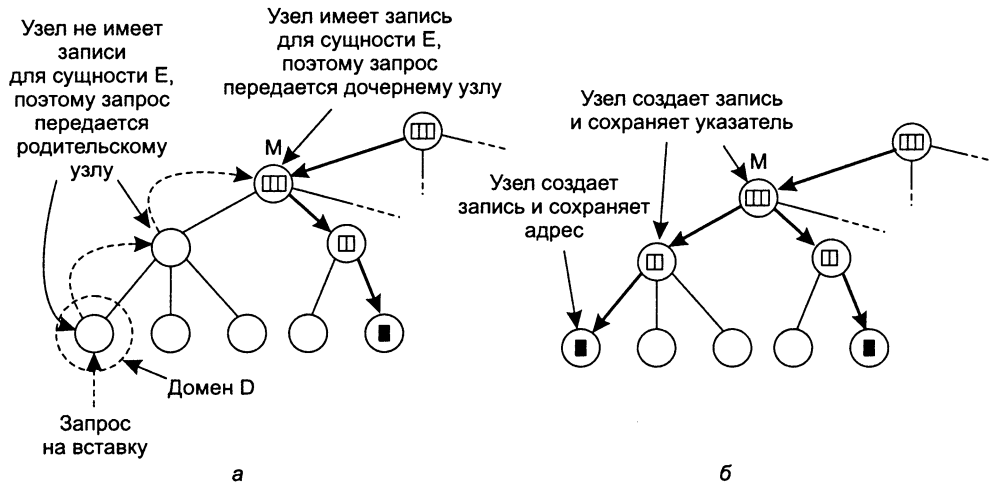 Узел не имеет
записи
для сущности E,
поэтому запрос
передается
родительскому
узлу
Узел имеет запись
для сущности E,
поэтому запрос
передается дочернему узлу
M
Домен D
Запрос
на вставку
а
Узел создает запись
и сохраняет указатель
M
Узел создает
запись и сохраняет
адрес
б